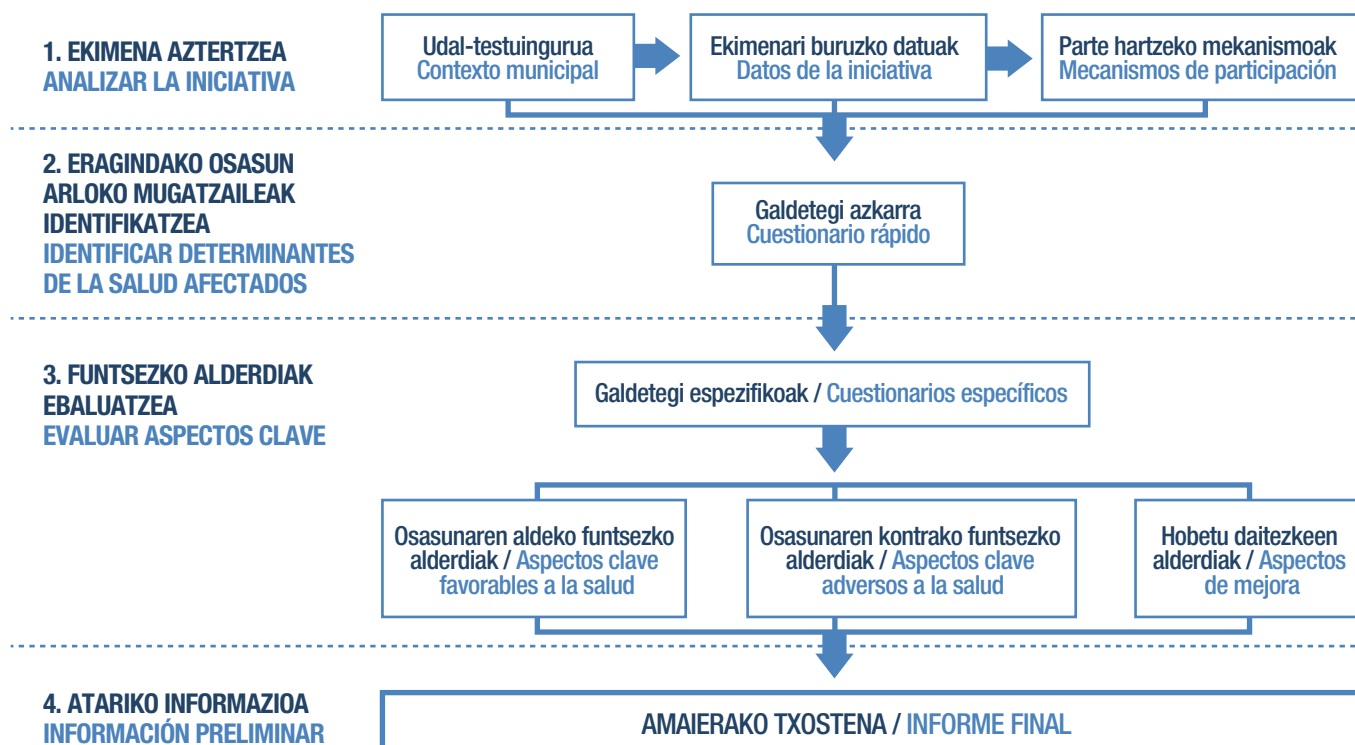 1. EKIMENA AZTERTZEA
ANALIZAR LA INICIATIVA
Udal-testuingurua
Contexto municipal
Ekimenari buruzko datuak
Datos de la iniciativa
Parte hartzeko mekanismoak
Mecanismos de participación
2. ERAGINDAKO OSASUN
ARLOKO MUGATZAILEAK
IDENTIFIKATZEA
IDENTIFICAR DETERMINANTES
DE LA SALUD AFECTADOS
Galdetegi azkarra
Cuestionario rápido
3. FUNTSEZKO ALDERDIAK
EBALUATZEA
EVALUAR ASPECTOS CLAVE
Galdetegi espezifikoak / Cuestionarios específicos
Osasunaren aldeko funtsezko
alderdiak / Aspectos clave
favorables a la salud
Osasunaren kontrako funtsezko
alderdiak / Aspectos clave
adversos a la salud
Hobetu daitezkeen
alderdiak / Aspectos
de mejora
4. ATARIKO INFORMAZIOA
INFORMACIÓN PRELIMINAR
AMAIERAKO TXOSTENA / INFORME FINAL